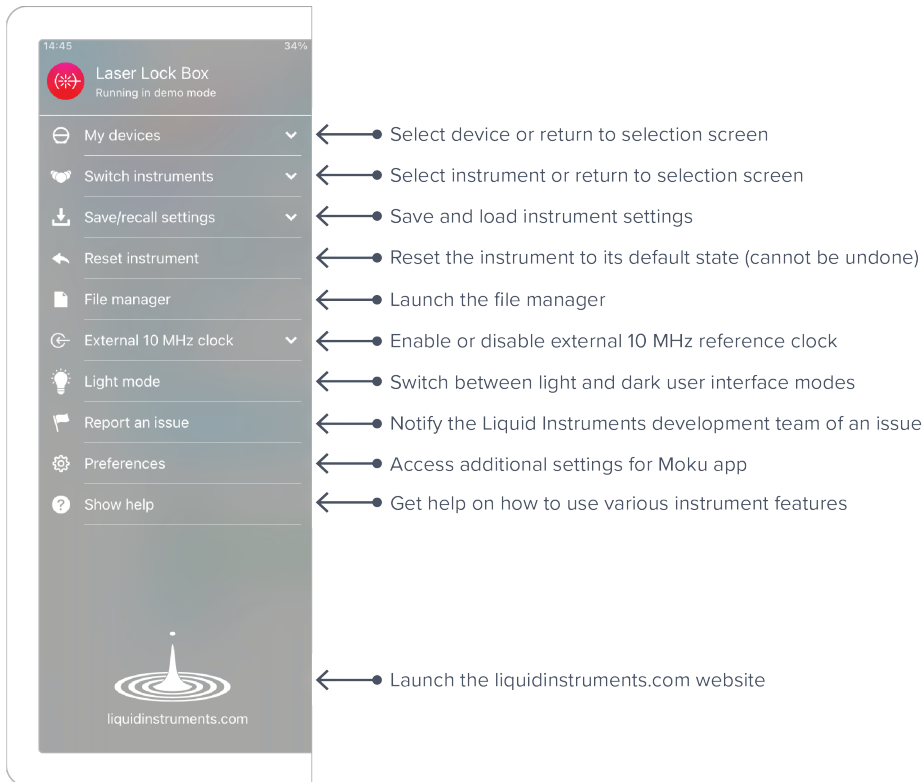 14:45 34%
Laser Lock Box
Running in demo mode
My devices Select device or return to selection screen
Switch instruments Select instrument or return to selection screen
Save/recall settings Save and load instrument settings
Reset instrument Reset the instrument to its default state (cannot be undone)
File manager Launch the file manager
External 10 MHz clock Enable or disable external 10 MHz reference clock
Light mode Switch between light and dark user interface modes
Report an issue Notify the Liquid Instruments development team of an issue
Preferences Access additional settings for Moku app
? Show help Get help on how to use various instrument features
Launch the liquidinstruments.com website
liquidinstruments.com